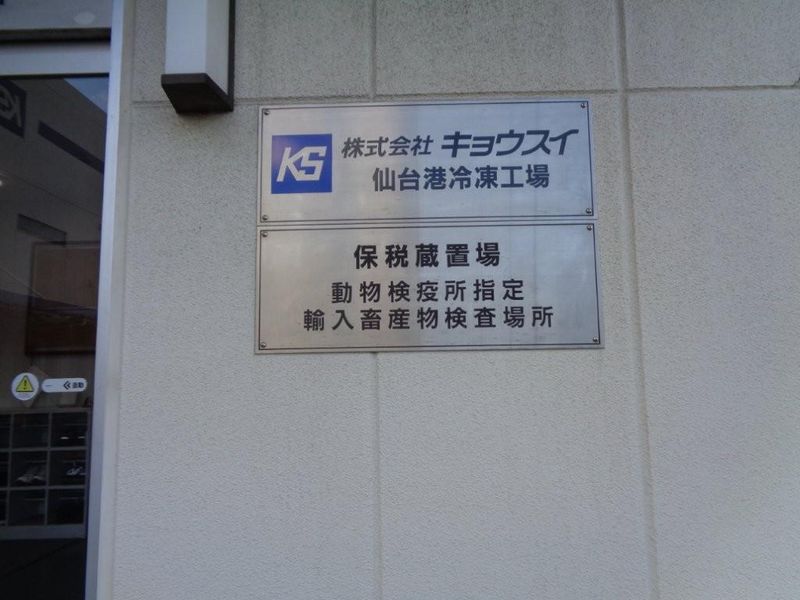 KS
株式会社 キョウスイ
仙台港冷凍工場
保税蔵置場
動物検疫所指定
輸入畜産物検査場所
自動